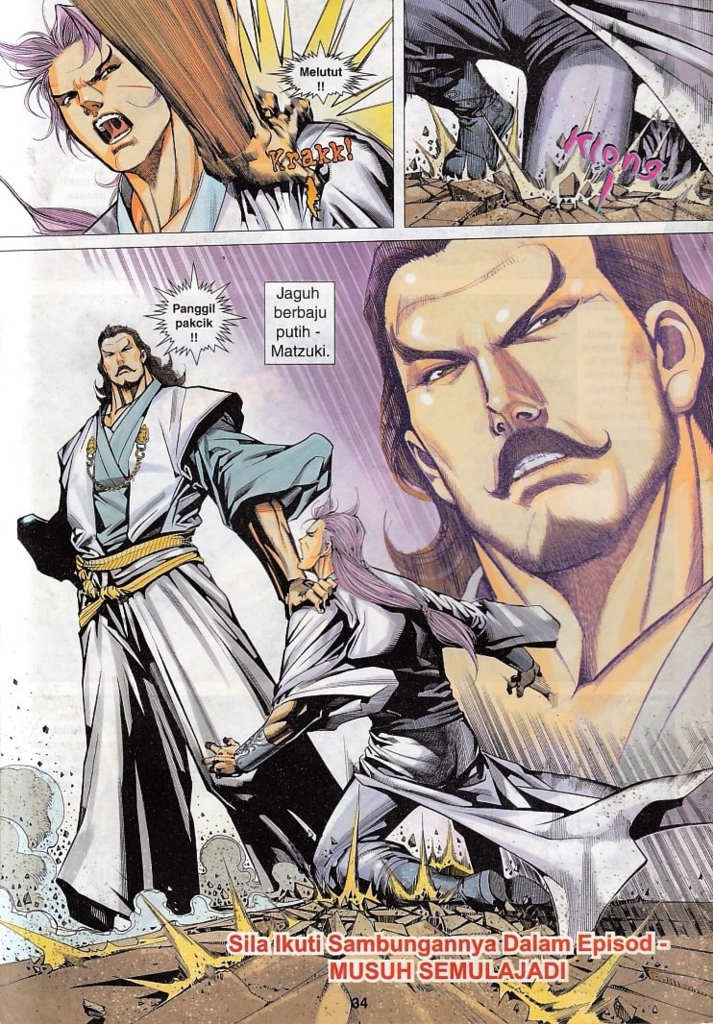 Melutut
!!
Krakk!
Klong
!
Panggil
pakcik
!!
Jaguh
berbaju
putih -
Matzuki.
Sila Ikuti Sambungannya Dalam Episod -
MUSUH SEMULAJADI
34